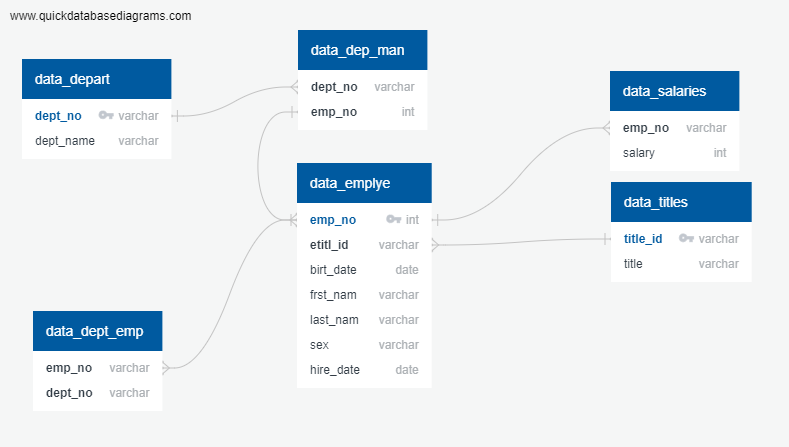 www.quickdatabasediagrams.com
data_depart
dept_no varchar
dept_name varchar
data_dep_man
dept_no varchar
emp_no int
data_emplye
emp_no int
etitl_id varchar
birt_date date
frst_nam varchar
last_nam varchar
sex varchar
hire_date date
data_salaries
emp_no varchar
salary int
data_titles
title_id varchar
title varchar
data_dept_emp
emp_no varchar
dept_no varchar